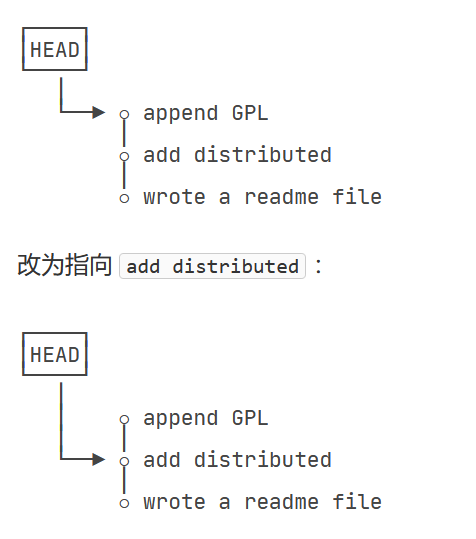 HEAD
append GPL
add distributed
wrote a readme file
改为指向 add distributed：
HEAD
append GPL
add distributed
wrote a readme file